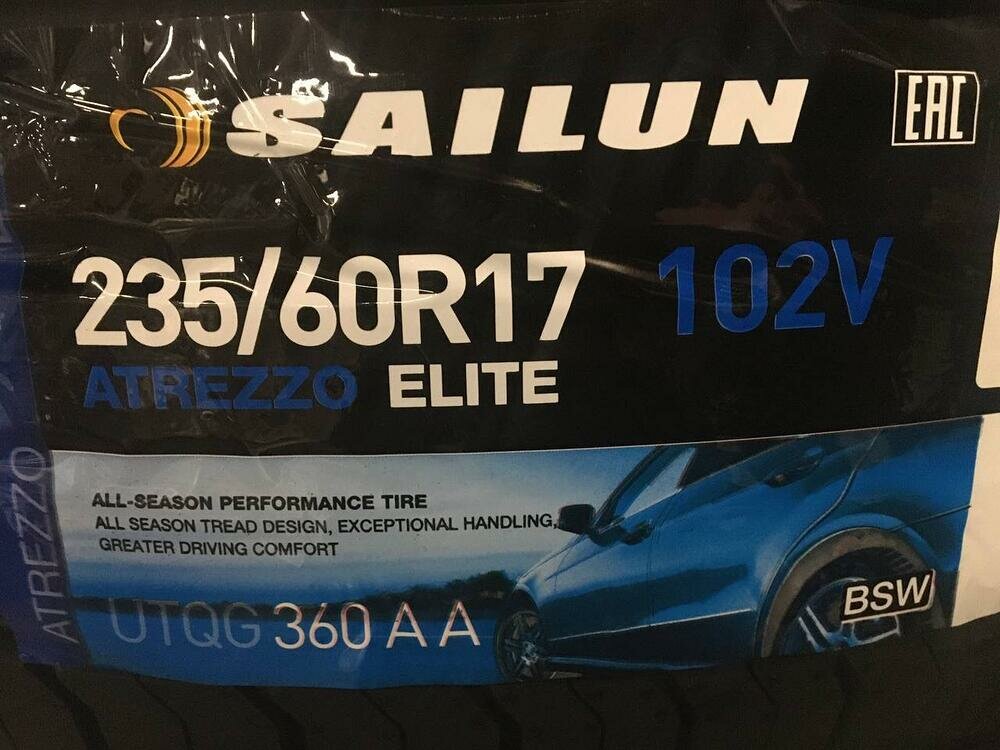 SAILUN EAC
235/60R17 102V
ATREZZO ELITE
ALL-SEASON PERFORMANCE TIRE
ALL SEASON TREAD DESIGN, EXCEPTIONAL HANDLING,
GREATER DRIVING COMFORT
UTQG 360 A A
BSW
ATREZZO